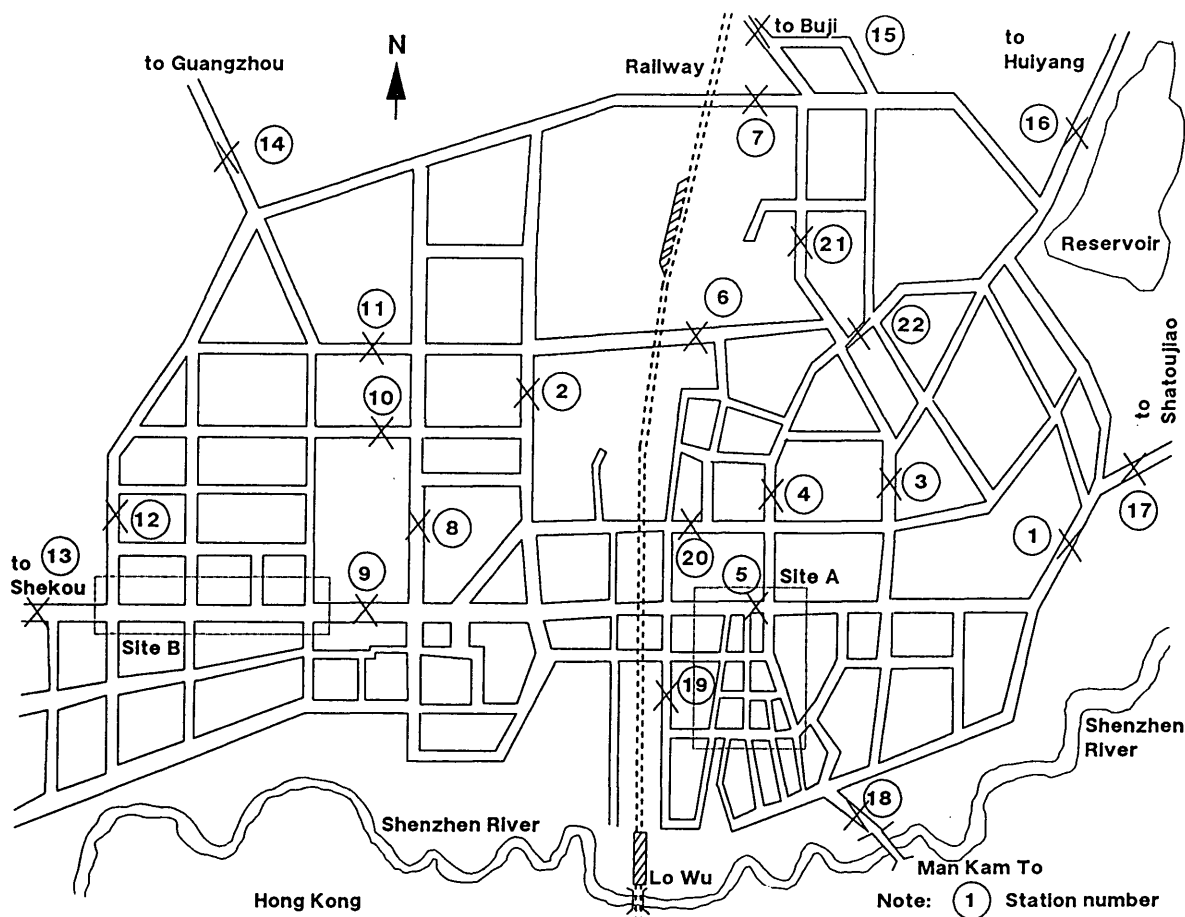 to Buji
15
to Guangzhou
N
to
Huiyang
Railway
16
14
7
Reservoir
21
6
11
22
to
Shatoujiao
10
2
3
4
12
8
17
1
20
13
to
Shekou
9
5
Site A
Site B
19
Shenzhen
River
18
Shenzhen River
Man Kam To
Lo Wu
Hong Kong
Note: 1 Station number